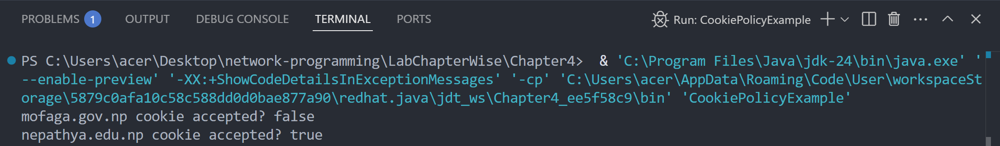 PROBLEMS 1 OUTPUT DEBUG CONSOLE TERMINAL PORTS Run: CookiePolicyExample
PS C:\Users\acer\Desktop\network-programming\LabChapterWise\Chapter4>  & 'C:\Program Files\Java\jdk-24\bin\java.exe' '
--enable-preview' '-XX:+ShowCodeDetailsInExceptionMessages' '-cp' 'C:\Users\acer\AppData\Roaming\Code\User\workspaceSt
orage\5879c0afa10c58c588dd0d0bae877a90\redhat.java\jdt_ws\Chapter4_ee5f58c9\bin' 'CookiePolicyExample'
mofaga.gov.np cookie accepted? false
nepathya.edu.np cookie accepted? true